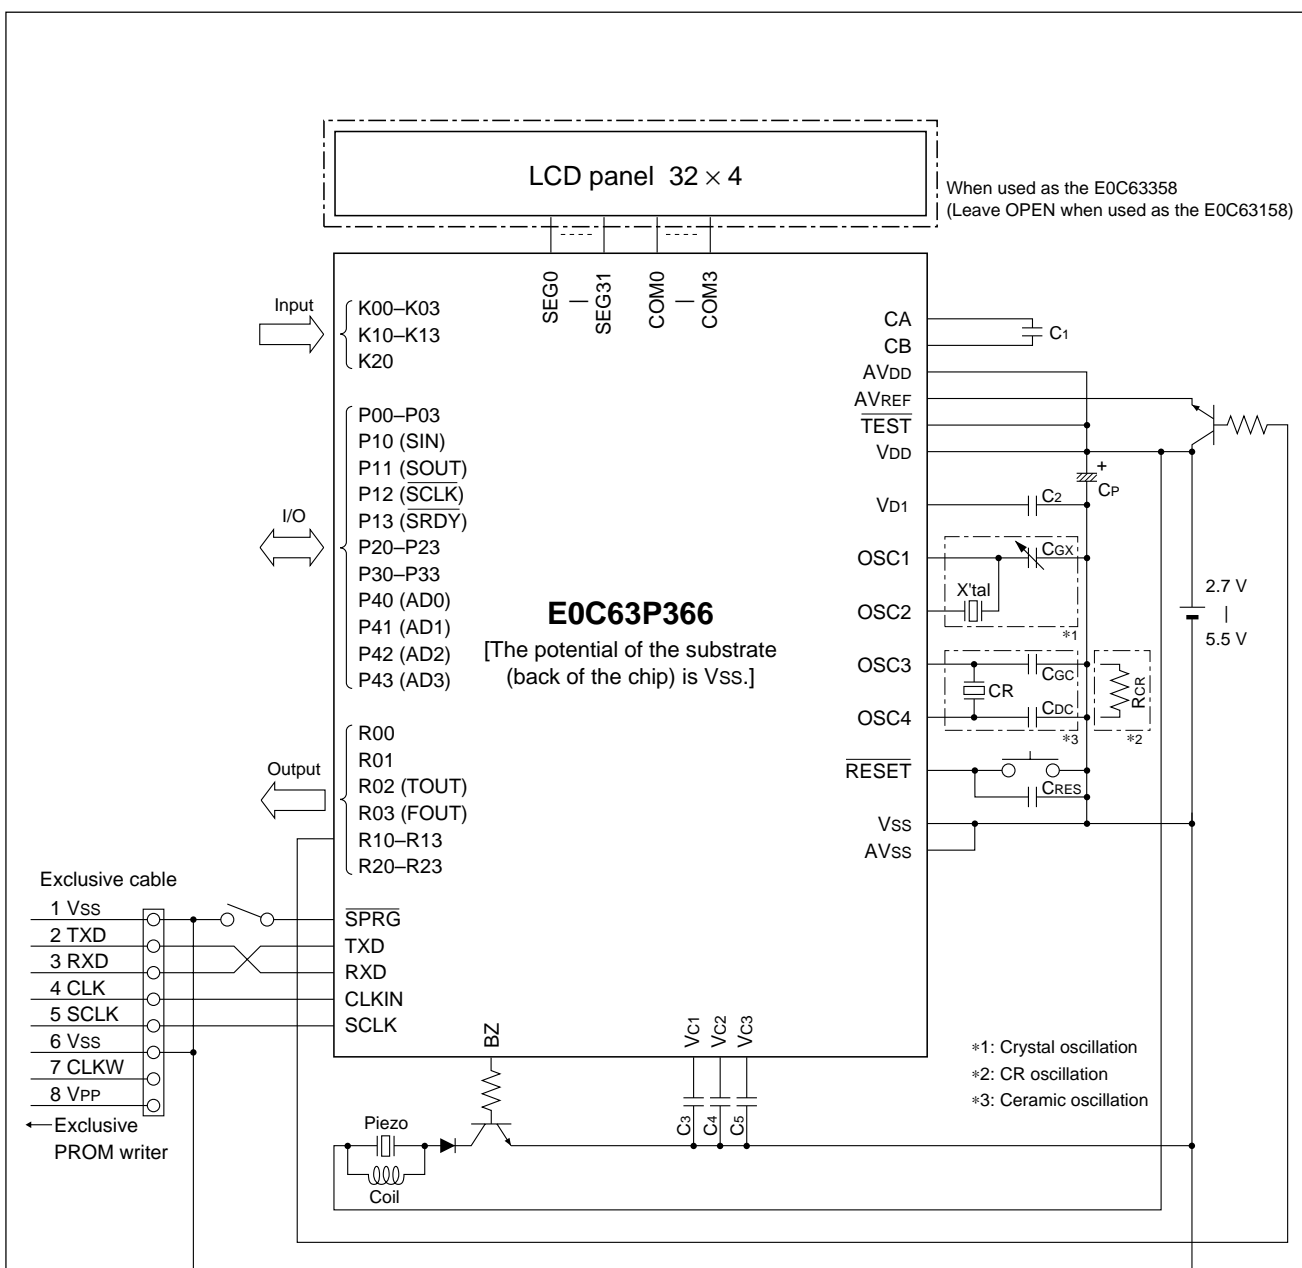 LCD panel 32 × 4
When used as the E0C63358
(Leave OPEN when used as the E0C63158)
SEG0
SEG31
COM0
COM3
Input
K00–K03
K10–K13
K20
I/O
P00–P03
P10 (SIN)
P11 (SOUT)
P12 (SCLK)
P13 (SRDY)
P20–P23
P30–P33
P40 (AD0)
P41 (AD1)
P42 (AD2)
P43 (AD3)
Output
R00
R01
R02 (TOUT)
R03 (FOUT)
R10–R13
R20–R23
E0C63P366
[The potential of the substrate
(back of the chip) is VSS.]
CA
CB
AVDD
AVREF
TEST
VDD
VD1
OSC1
OSC2
OSC3
OSC4
RESET
VSS
AVSS
C1
+
CP
C2
CGX
X'tal
*1
CGC
CR
CDC
*3
RCR
*2
CRES
2.7 V
|
5.5 V
Exclusive cable
1 VSS
2 TXD
3 RXD
4 CLK
5 SCLK
6 VSS
7 CLKW
8 VPP
Exclusive
PROM writer
SPRG
TXD
RXD
CLKIN
SCLK
BZ
VC1
VC2
VC3
C3
C4
C5
Piezo
Coil
*1: Crystal oscillation
*2: CR oscillation
*3: Ceramic oscillation